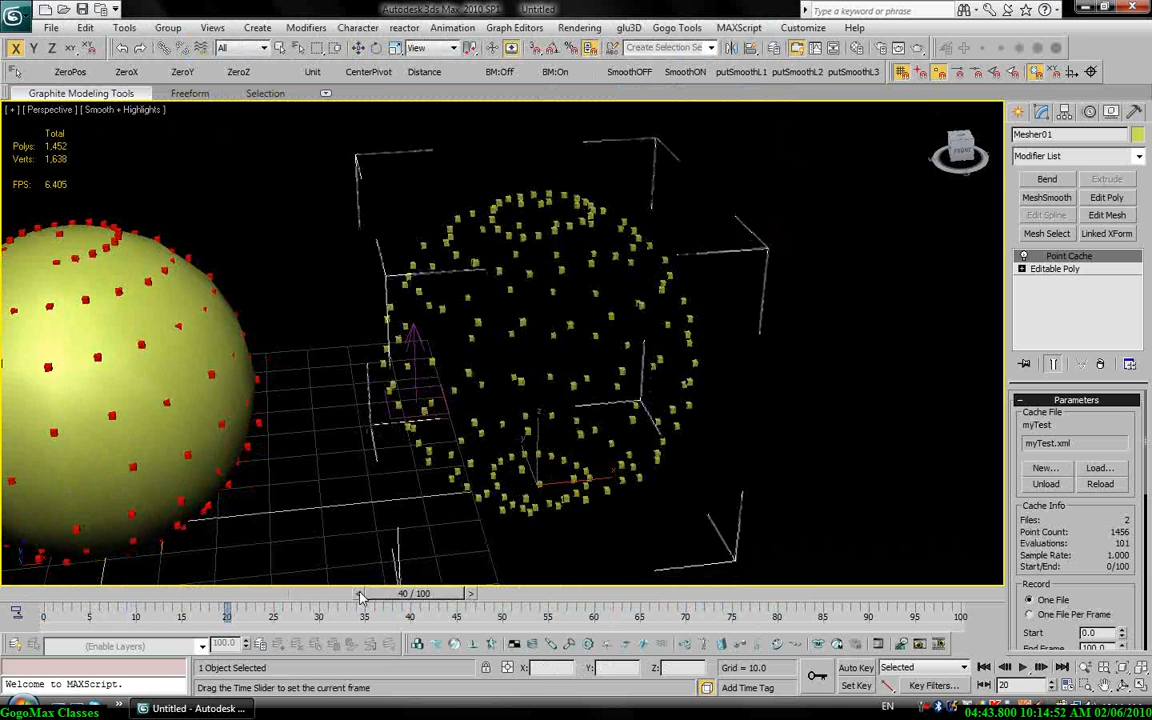 Autodesk 3ds Max 2010 SP1 Untitled
Type a keyword or phrase
File Edit Tools Group Views Create Modifiers Character reactor Animation Graph Editors Rendering glu3D Gogo Tools MAXScript Customize Help
X Y Z XY All View Create Selection Se
ZeroPos ZeroX ZeroY ZeroZ Unit CenterPivot Distance BM:Off BM:On SmoothOFF SmoothON putSmoothL1 putSmoothL2 putSmoothL3
Graphite Modeling Tools Freeform Selection
[ + ] [ Perspective ] [ Smooth + Highlights ]
Total
Polys: 1,452
Verts: 1,638
FPS: 6.405
FRONT
Mesher01
Modifier List
Bend Extrude
MeshSmooth Edit Poly
Edit Spline Edit Mesh
Mesh Select Linked XForm
Point Cache
Editable Poly
Parameters
Cache File
myTest
myTest.xml
New... Load...
Unload Reload
Cache Info
Files: 2
Point Count: 1456
Evaluations: 101
Sample Rate: 1.000
Start/End: 0/100
Record
One File
One File Per Frame
Start 0.0
End Frame 100.0
< 40 / 100 >
0 5 10 15 20 25 30 35 40 45 50 55 60 65 70 75 80 85 90 95 100
(Enable Layers) 100.0
1 Object Selected X: Y: Z: Grid = 10.0 Auto Key Selected
Welcome to MAXScript. Drag the Time Slider to set the current frame Add Time Tag Set Key Key Filters... 20
Untitled - Autodesk ... EN
GogoMax Classes 04:43.800 10:14:52 AM 02/06/2010